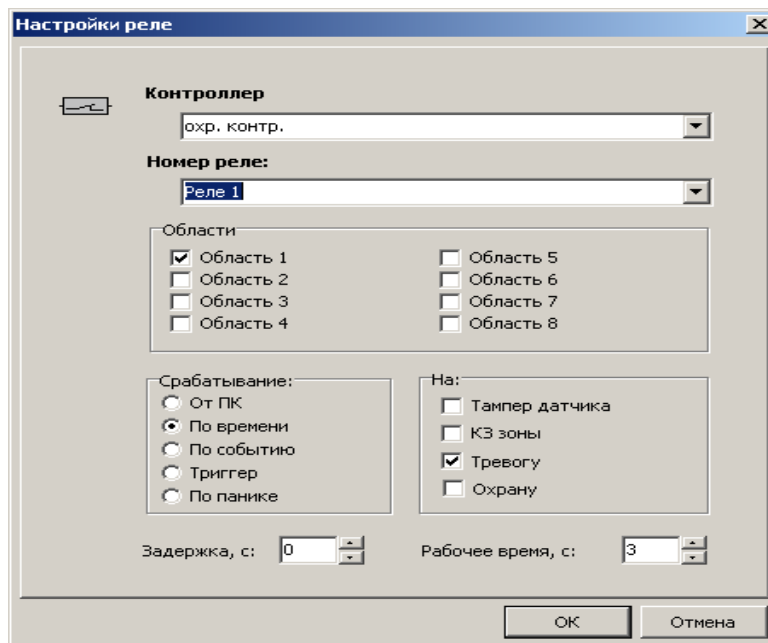 Настройки реле
Контроллер
охр. контр.
Номер реле:
Реле 1
Области
Область 1 Область 5
Область 2 Область 6
Область 3 Область 7
Область 4 Область 8
Срабатывание: На:
От ПК Тампер датчика
По времени КЗ зоны
По событию Тревогу
Триггер Охрану
По панике
Задержка, с: 0 Рабочее время, с: 3
ОК Отмена